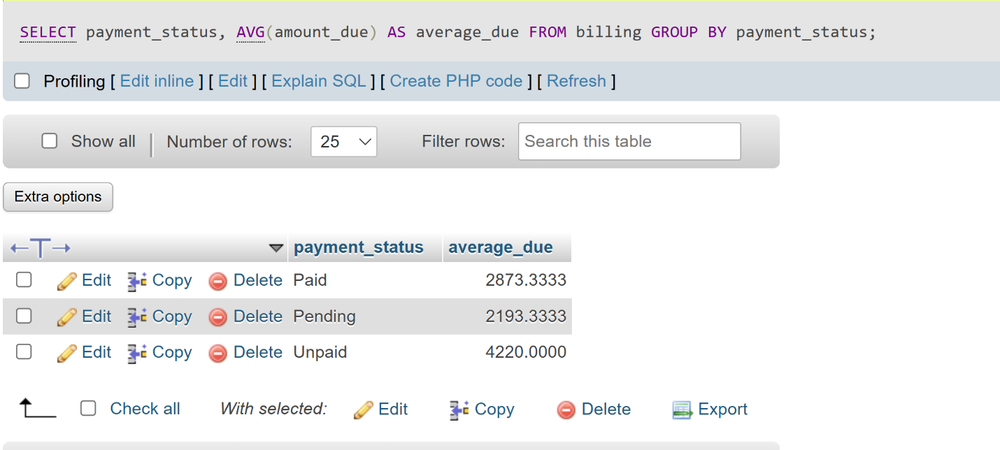 SELECT payment_status, AVG(amount_due) AS average_due FROM billing GROUP BY payment_status;
Profiling [ Edit inline ] [ Edit ] [ Explain SQL ] [ Create PHP code ] [ Refresh ]
Show all | Number of rows: 25 Filter rows: Search this table
Extra options
←T→ payment_status average_due
Edit Copy Delete Paid 2873.3333
Edit Copy Delete Pending 2193.3333
Edit Copy Delete Unpaid 4220.0000
Check all With selected: Edit Copy Delete Export